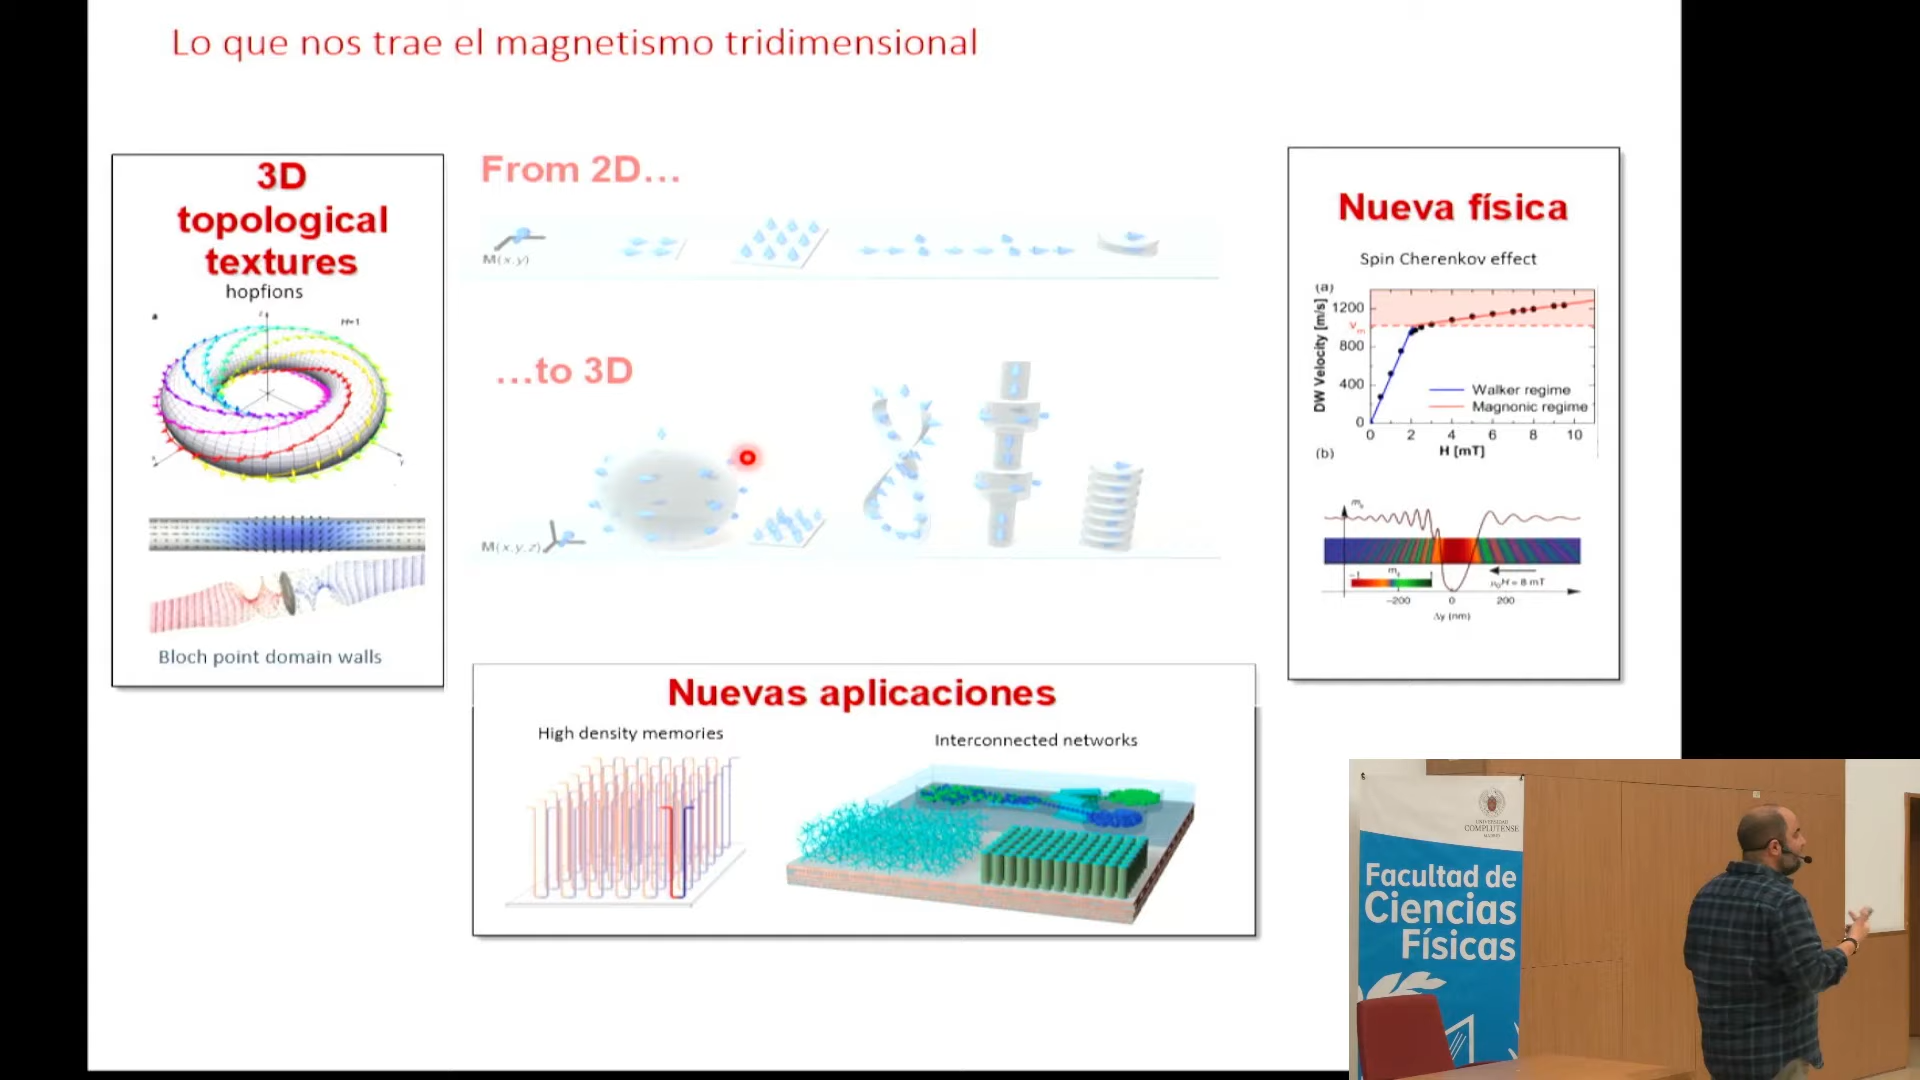 Lo que nos trae el magnetismo tridimensional
3D
topological
textures
hopfions
a
z
H=1
x
y
Bloch point domain walls
From 2D...
M(x,y)
...to 3D
M(x,y,z)
Nueva física
Spin Cherenkov effect
(a)
DW Velocity [m/s]
1200
800
400
0
Walker regime
Magnonic regime
0 2 4 6 8 10
H [mT]
(b)
μ₀H = 8 mT
-200 0 200
Δy (nm)
Nuevas aplicaciones
High density memories
Interconnected networks
UNIVERSIDAD
COMPLUTENSE
MADRID
Facultad de
Ciencias
Físicas